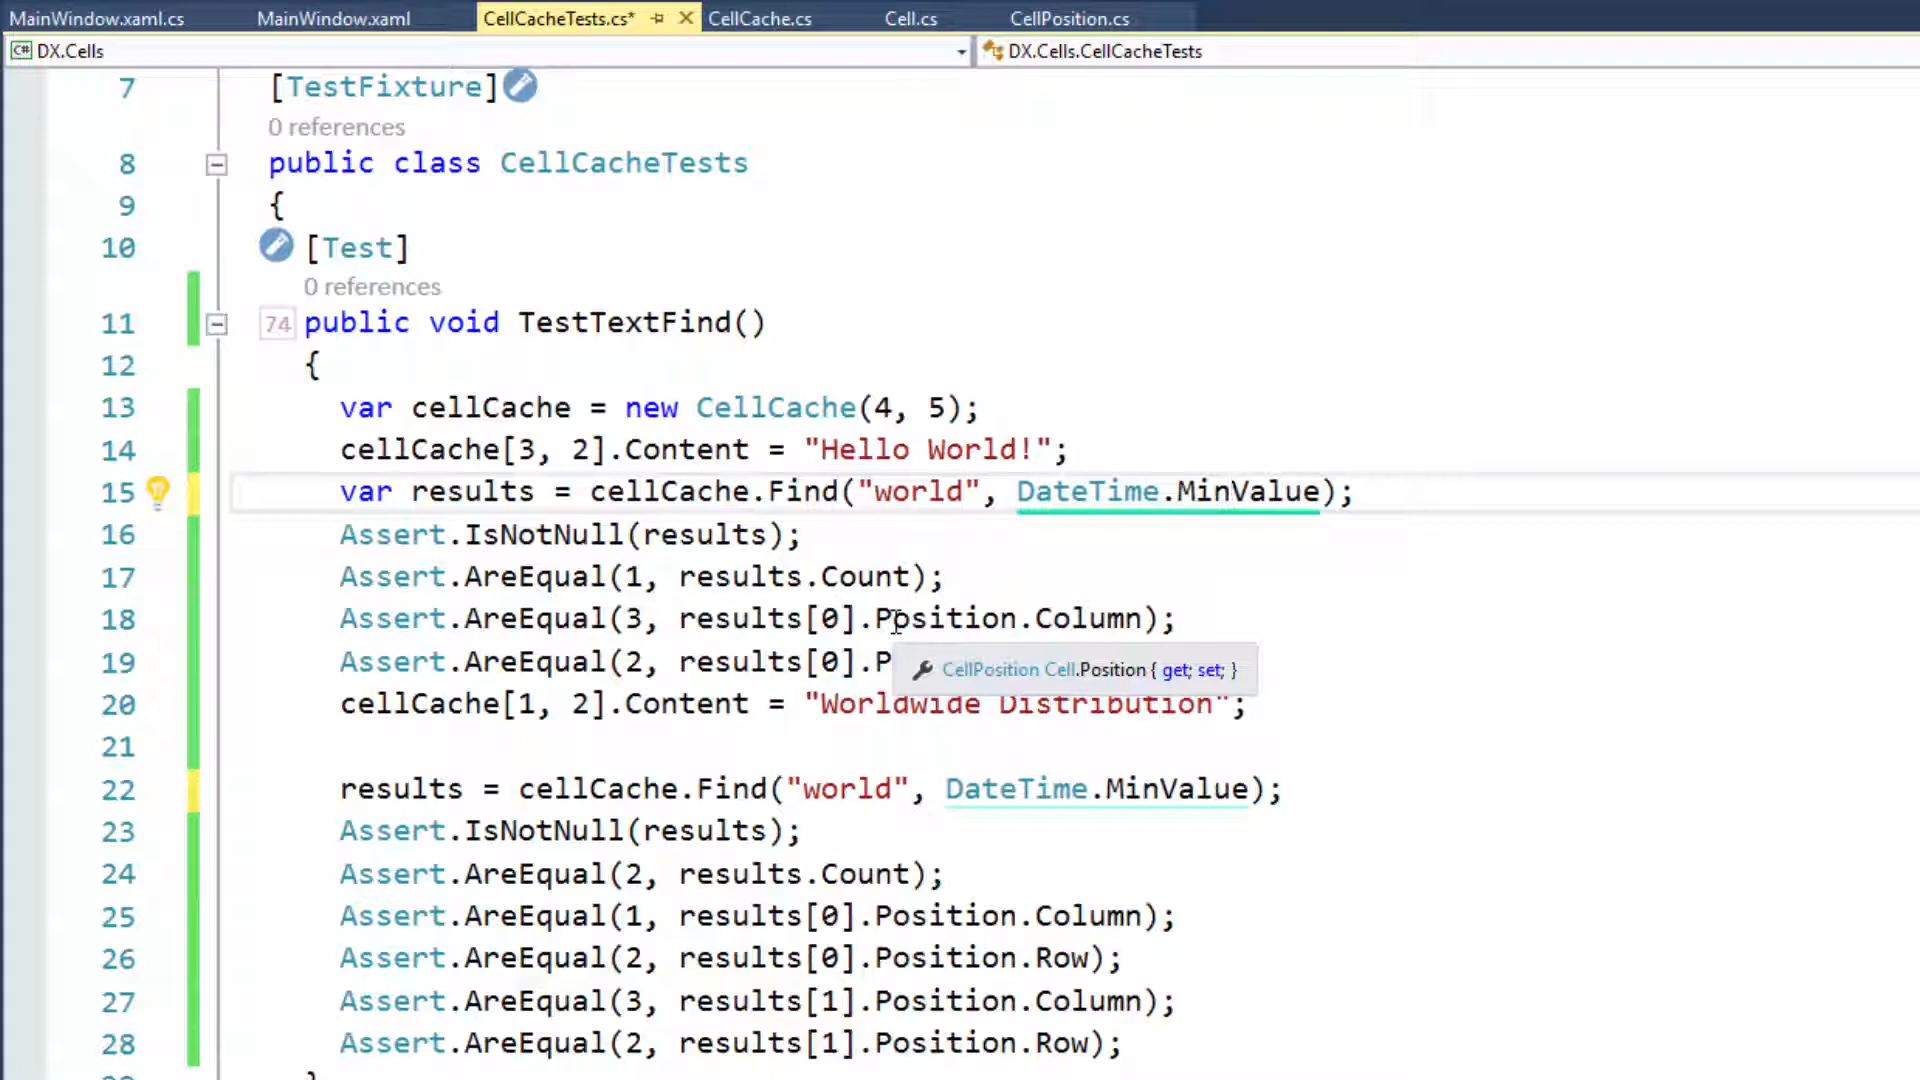 MainWindow.xaml.cs MainWindow.xaml CellCacheTests.cs* CellCache.cs Cell.cs CellPosition.cs
C# DX.Cells DX.Cells.CellCacheTests
7 [TestFixture]
0 references
8 public class CellCacheTests
9 {
10 [Test]
0 references
11 74 public void TestTextFind()
12 {
13 var cellCache = new CellCache(4, 5);
14 cellCache[3, 2].Content = "Hello World!";
15 var results = cellCache.Find("world", DateTime.MinValue);
16 Assert.IsNotNull(results);
17 Assert.AreEqual(1, results.Count);
18 Assert.AreEqual(3, results[0].Position.Column);
19 Assert.AreEqual(2, results[0].P
CellPosition Cell.Position { get; set; }
20 cellCache[1, 2].Content = "Worldwide Distribution";
21
22 results = cellCache.Find("world", DateTime.MinValue);
23 Assert.IsNotNull(results);
24 Assert.AreEqual(2, results.Count);
25 Assert.AreEqual(1, results[0].Position.Column);
26 Assert.AreEqual(2, results[0].Position.Row);
27 Assert.AreEqual(3, results[1].Position.Column);
28 Assert.AreEqual(2, results[1].Position.Row);